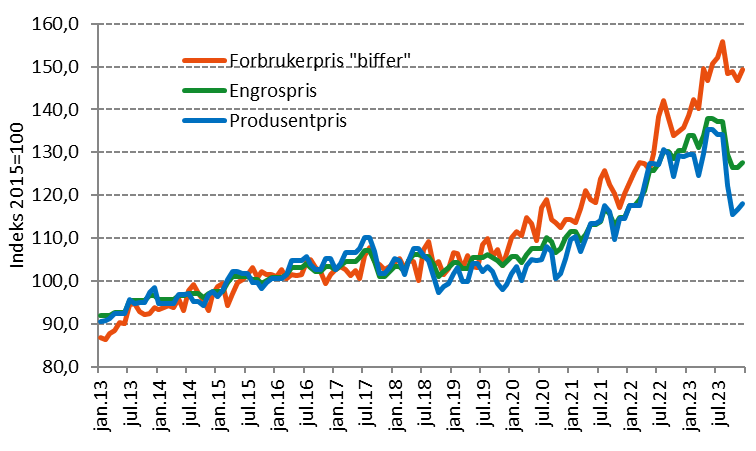 160,0
150,0
140,0
130,0
120,0
110,0
100,0
90,0
80,0
Indeks 2015=100
Forbrukerpris "biffer"
Engrospris
Produsentpris
jan.13
jul.13
jan.14
jul.14
jan.15
jul.15
jan.16
jul.16
jan.17
jul.17
jan.18
jul.18
jan.19
jul.19
jan.20
jul.20
jan.21
jul.21
jan.22
jul.22
jan.23
jul.23